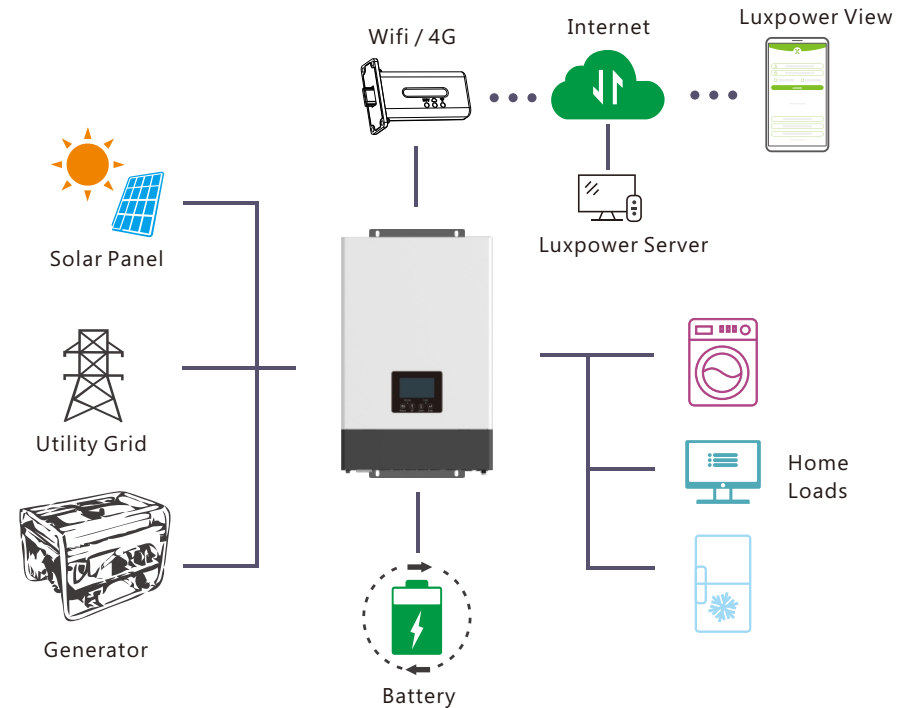 Luxpower View
Internet
Wifi / 4G
Luxpower Server
Solar Panel
Utility Grid
Home
Loads
Generator
Battery